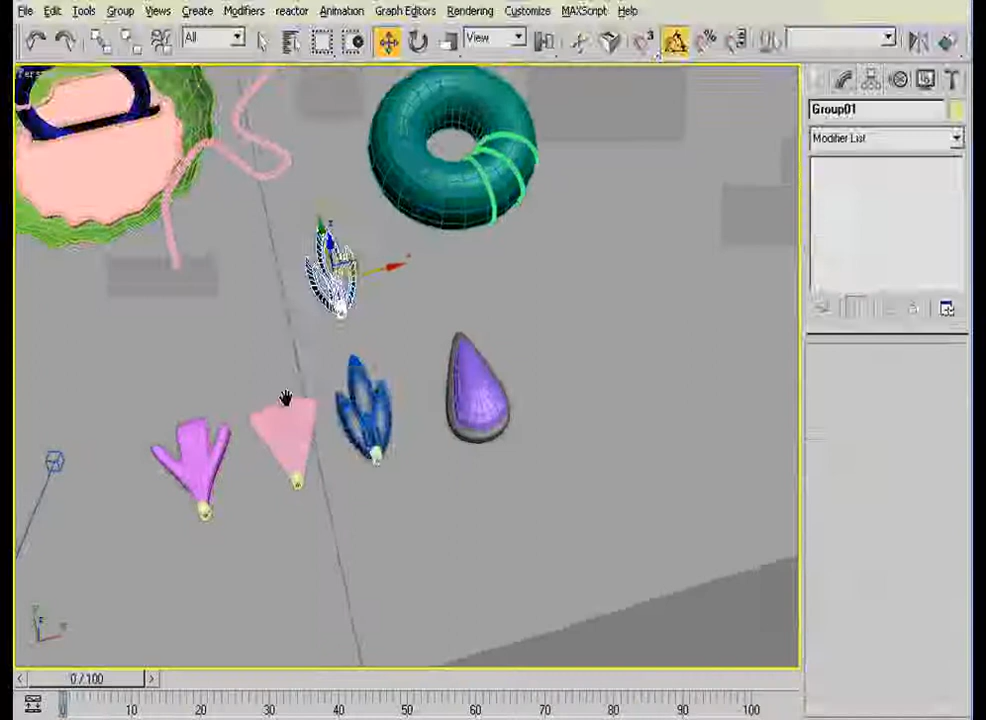 File Edit Tools Group Views Create Modifiers reactor Animation Graph Editors Rendering Customize MAXScript Help
All View
Group01
Modifier List
0 / 100
10 20 30 40 50 60 70 80 90 100